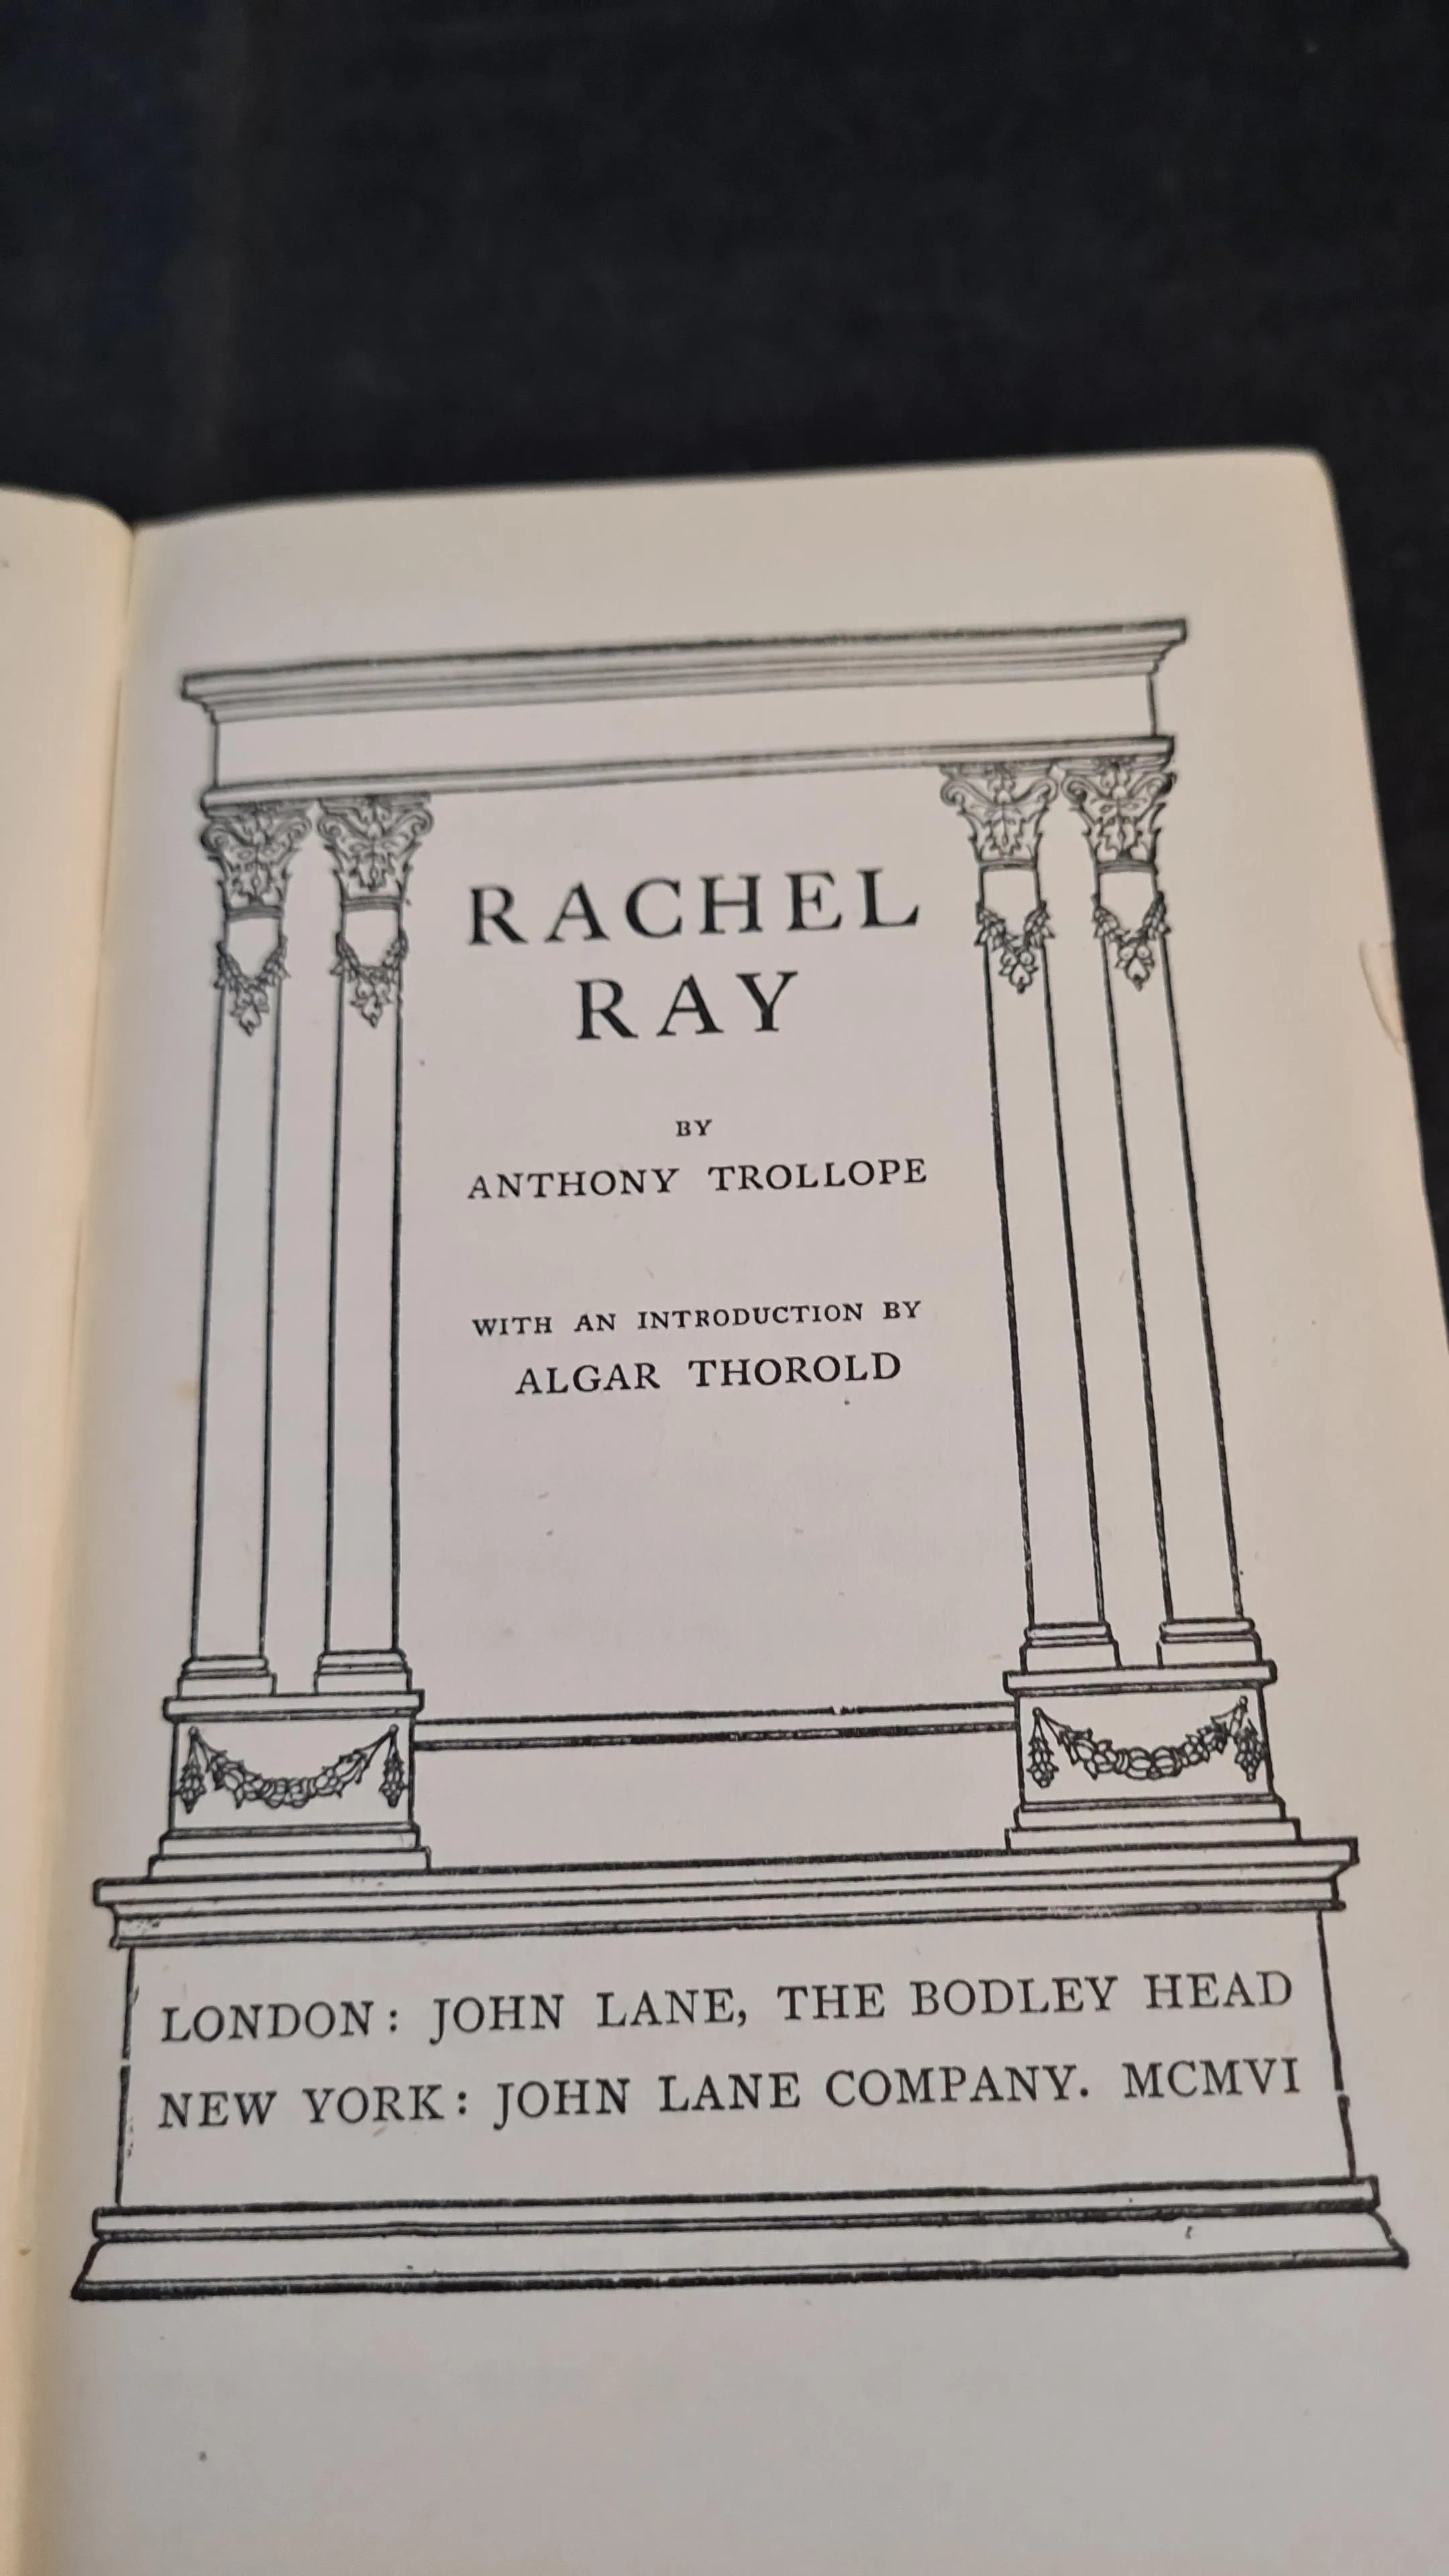 RACHEL
RAY
BY
ANTHONY TROLLOPE
WITH AN INTRODUCTION BY
ALGAR THOROLD
LONDON: JOHN LANE, THE BODLEY HEAD
NEW YORK: JOHN LANE COMPANY. MCMVI